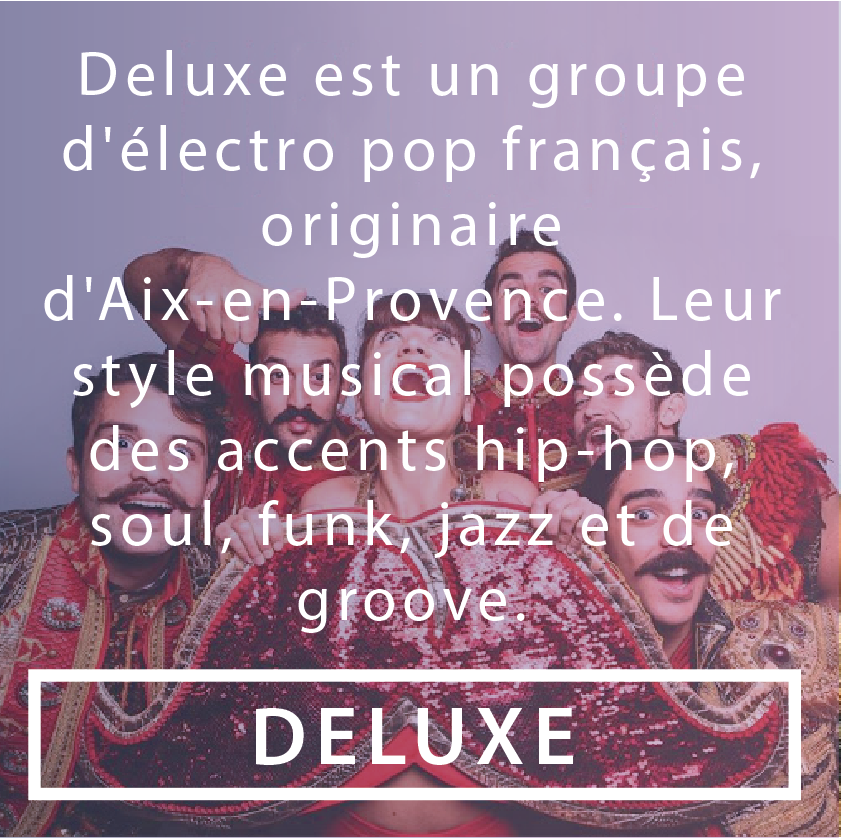 Deluxe est un groupe
d'électro pop français,
originaire
d'Aix-en-Provence. Leur
style musical possède
des accents hip-hop,
soul, funk, jazz et de
groove.
DELUXE